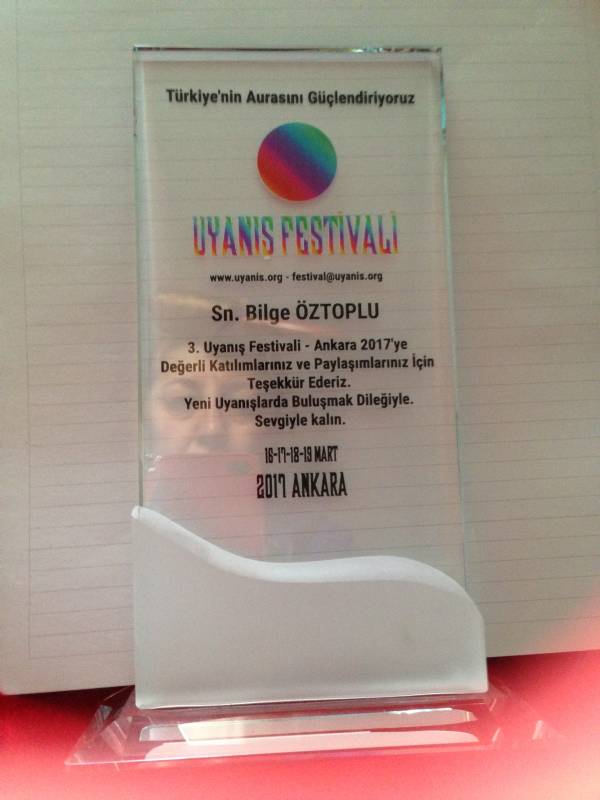 Türkiye'nin Aurasını Güçlendiriyoruz
UYANIŞ FESTİVALİ
www.uyanis.org - festival@uyanis.org
Sn. Bilge ÖZTOPLU
3. Uyanış Festivali - Ankara 2017'ye
Değerli Katılımlarınız ve Paylaşımlarınız İçin
Teşekkür Ederiz.
Yeni Uyanışlarda Buluşmak Dileğiyle.
Sevgiyle kalın.
16-17-18-19 MART
2017 ANKARA